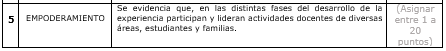 Se evidencia que, en las distintas fases del desarrollo de la
(Asignar
5 EMPODERAMIENTO experiencia participan y lideran actividades docentes de diversas
entre 1 a
áreas, estudiantes y familias.
20
puntos)